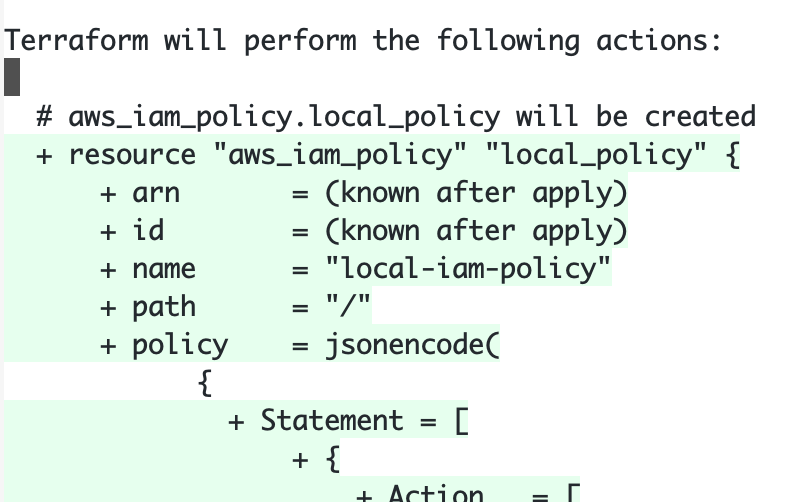 Terraform will perform the following actions:
  # aws_iam_policy.local_policy will be created
  + resource "aws_iam_policy" "local_policy" {
      + arn       = (known after apply)
      + id        = (known after apply)
      + name      = "local-iam-policy"
      + path      = "/"
      + policy    = jsonencode(
            {
              + Statement = [
                  + {
                      + Action   = [